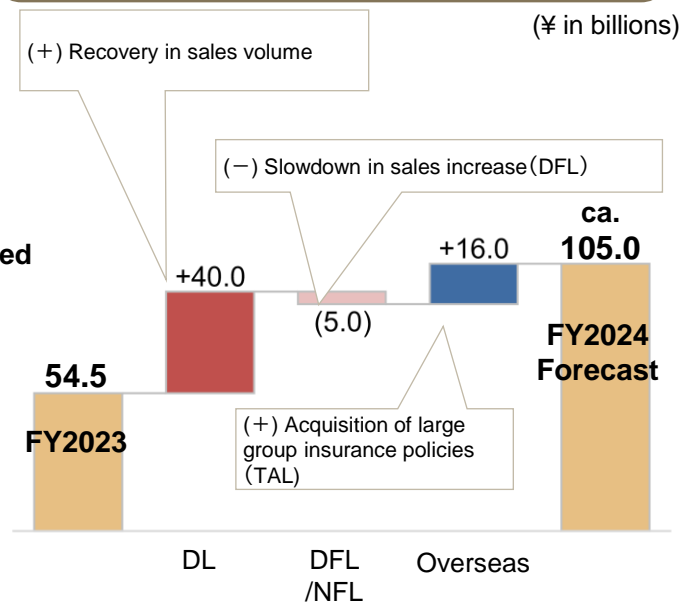 (¥ in billions)
(+) Recovery in sales volume
(−) Slowdown in sales increase(DFL)
ed
ca.
105.0
+16.0
+40.0
(5.0)
FY2024
Forecast
54.5
FY2023
(+) Acquisition of large
group insurance policies
(TAL)
DL
DFL
/NFL
Overseas